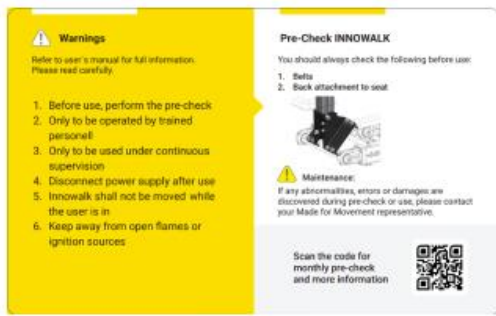 Warnings
Refer to user's manual for full information.
Please read carefully.
1. Before use, perform the pre-check
2. Only to be operated by trained
personell
3. Only to be used under continuous
supervision
4. Disconnect power supply after use
5. Innowalk shall not be moved while
the user is in
6. Keep away from open flames or
ignition sources
Pre-Check INNOWALK
You should always check the following before use:
1. Belts
2. Back attachment to seat
Maintenance:
If any abnormalities, errors or damages are
discovered during pre-check or use, please contact
your Made for Movement representative.
Scan the code for
monthly pre-check
and more information